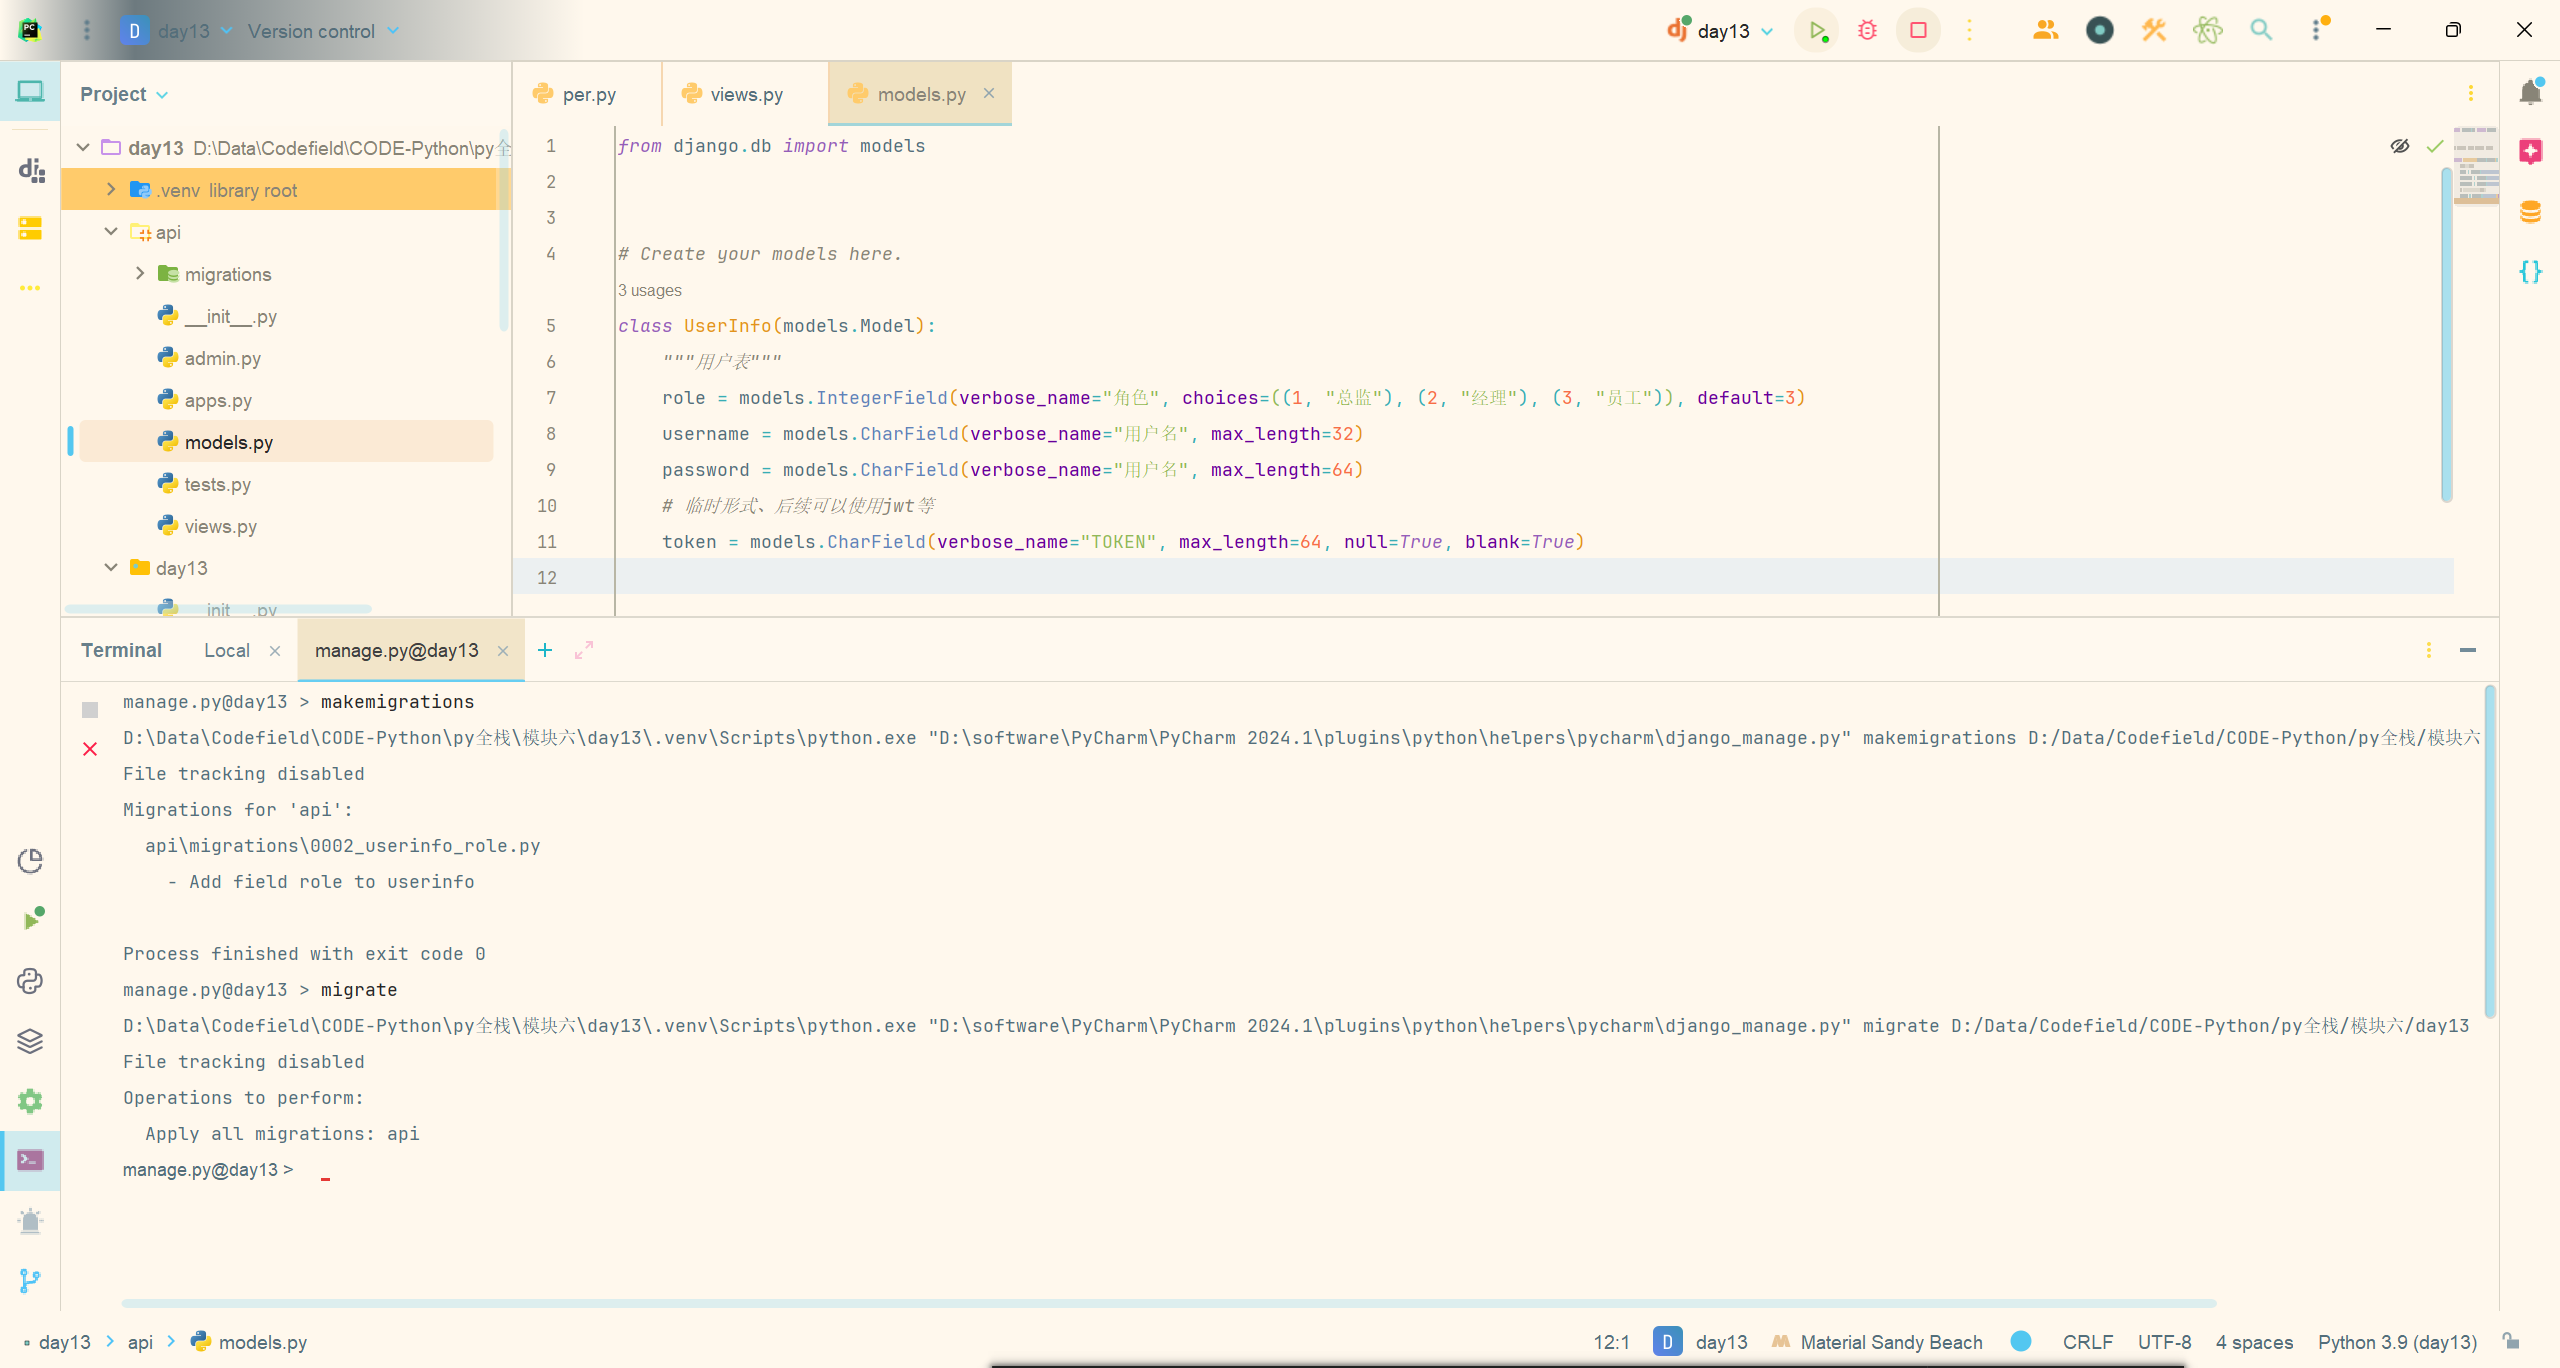 D day13 Version control
day13
Project
day13 D:\Data\Codefield\CODE-Python\py全
.venv library root
api
migrations
__init__.py
admin.py
apps.py
models.py
tests.py
views.py
day13
__init__.py
per.py views.py models.py
1 from django.db import models
2
3
4 # Create your models here.
3 usages
5 class UserInfo(models.Model):
6 """用户表"""
7 role = models.IntegerField(verbose_name="角色", choices=((1, "总监"), (2, "经理"), (3, "员工")), default=3)
8 username = models.CharField(verbose_name="用户名", max_length=32)
9 password = models.CharField(verbose_name="用户名", max_length=64)
10 # 临时形式、后续可以使用jwt等
11 token = models.CharField(verbose_name="TOKEN", max_length=64, null=True, blank=True)
12
Terminal Local manage.py@day13
manage.py@day13 > makemigrations
D:\Data\Codefield\CODE-Python\py全栈\模块六\day13\.venv\Scripts\python.exe "D:\software\PyCharm\PyCharm 2024.1\plugins\python\helpers\pycharm\django_manage.py" makemigrations D:/Data/Codefield/CODE-Python/py全栈/模块六
File tracking disabled
Migrations for 'api':
api\migrations\0002_userinfo_role.py
- Add field role to userinfo
Process finished with exit code 0
manage.py@day13 > migrate
D:\Data\Codefield\CODE-Python\py全栈\模块六\day13\.venv\Scripts\python.exe "D:\software\PyCharm\PyCharm 2024.1\plugins\python\helpers\pycharm\django_manage.py" migrate D:/Data/Codefield/CODE-Python/py全栈/模块六/day13
File tracking disabled
Operations to perform:
Apply all migrations: api
manage.py@day13 >
day13 api models.py
12:1 D day13 Material Sandy Beach CRLF UTF-8 4 spaces Python 3.9 (day13)